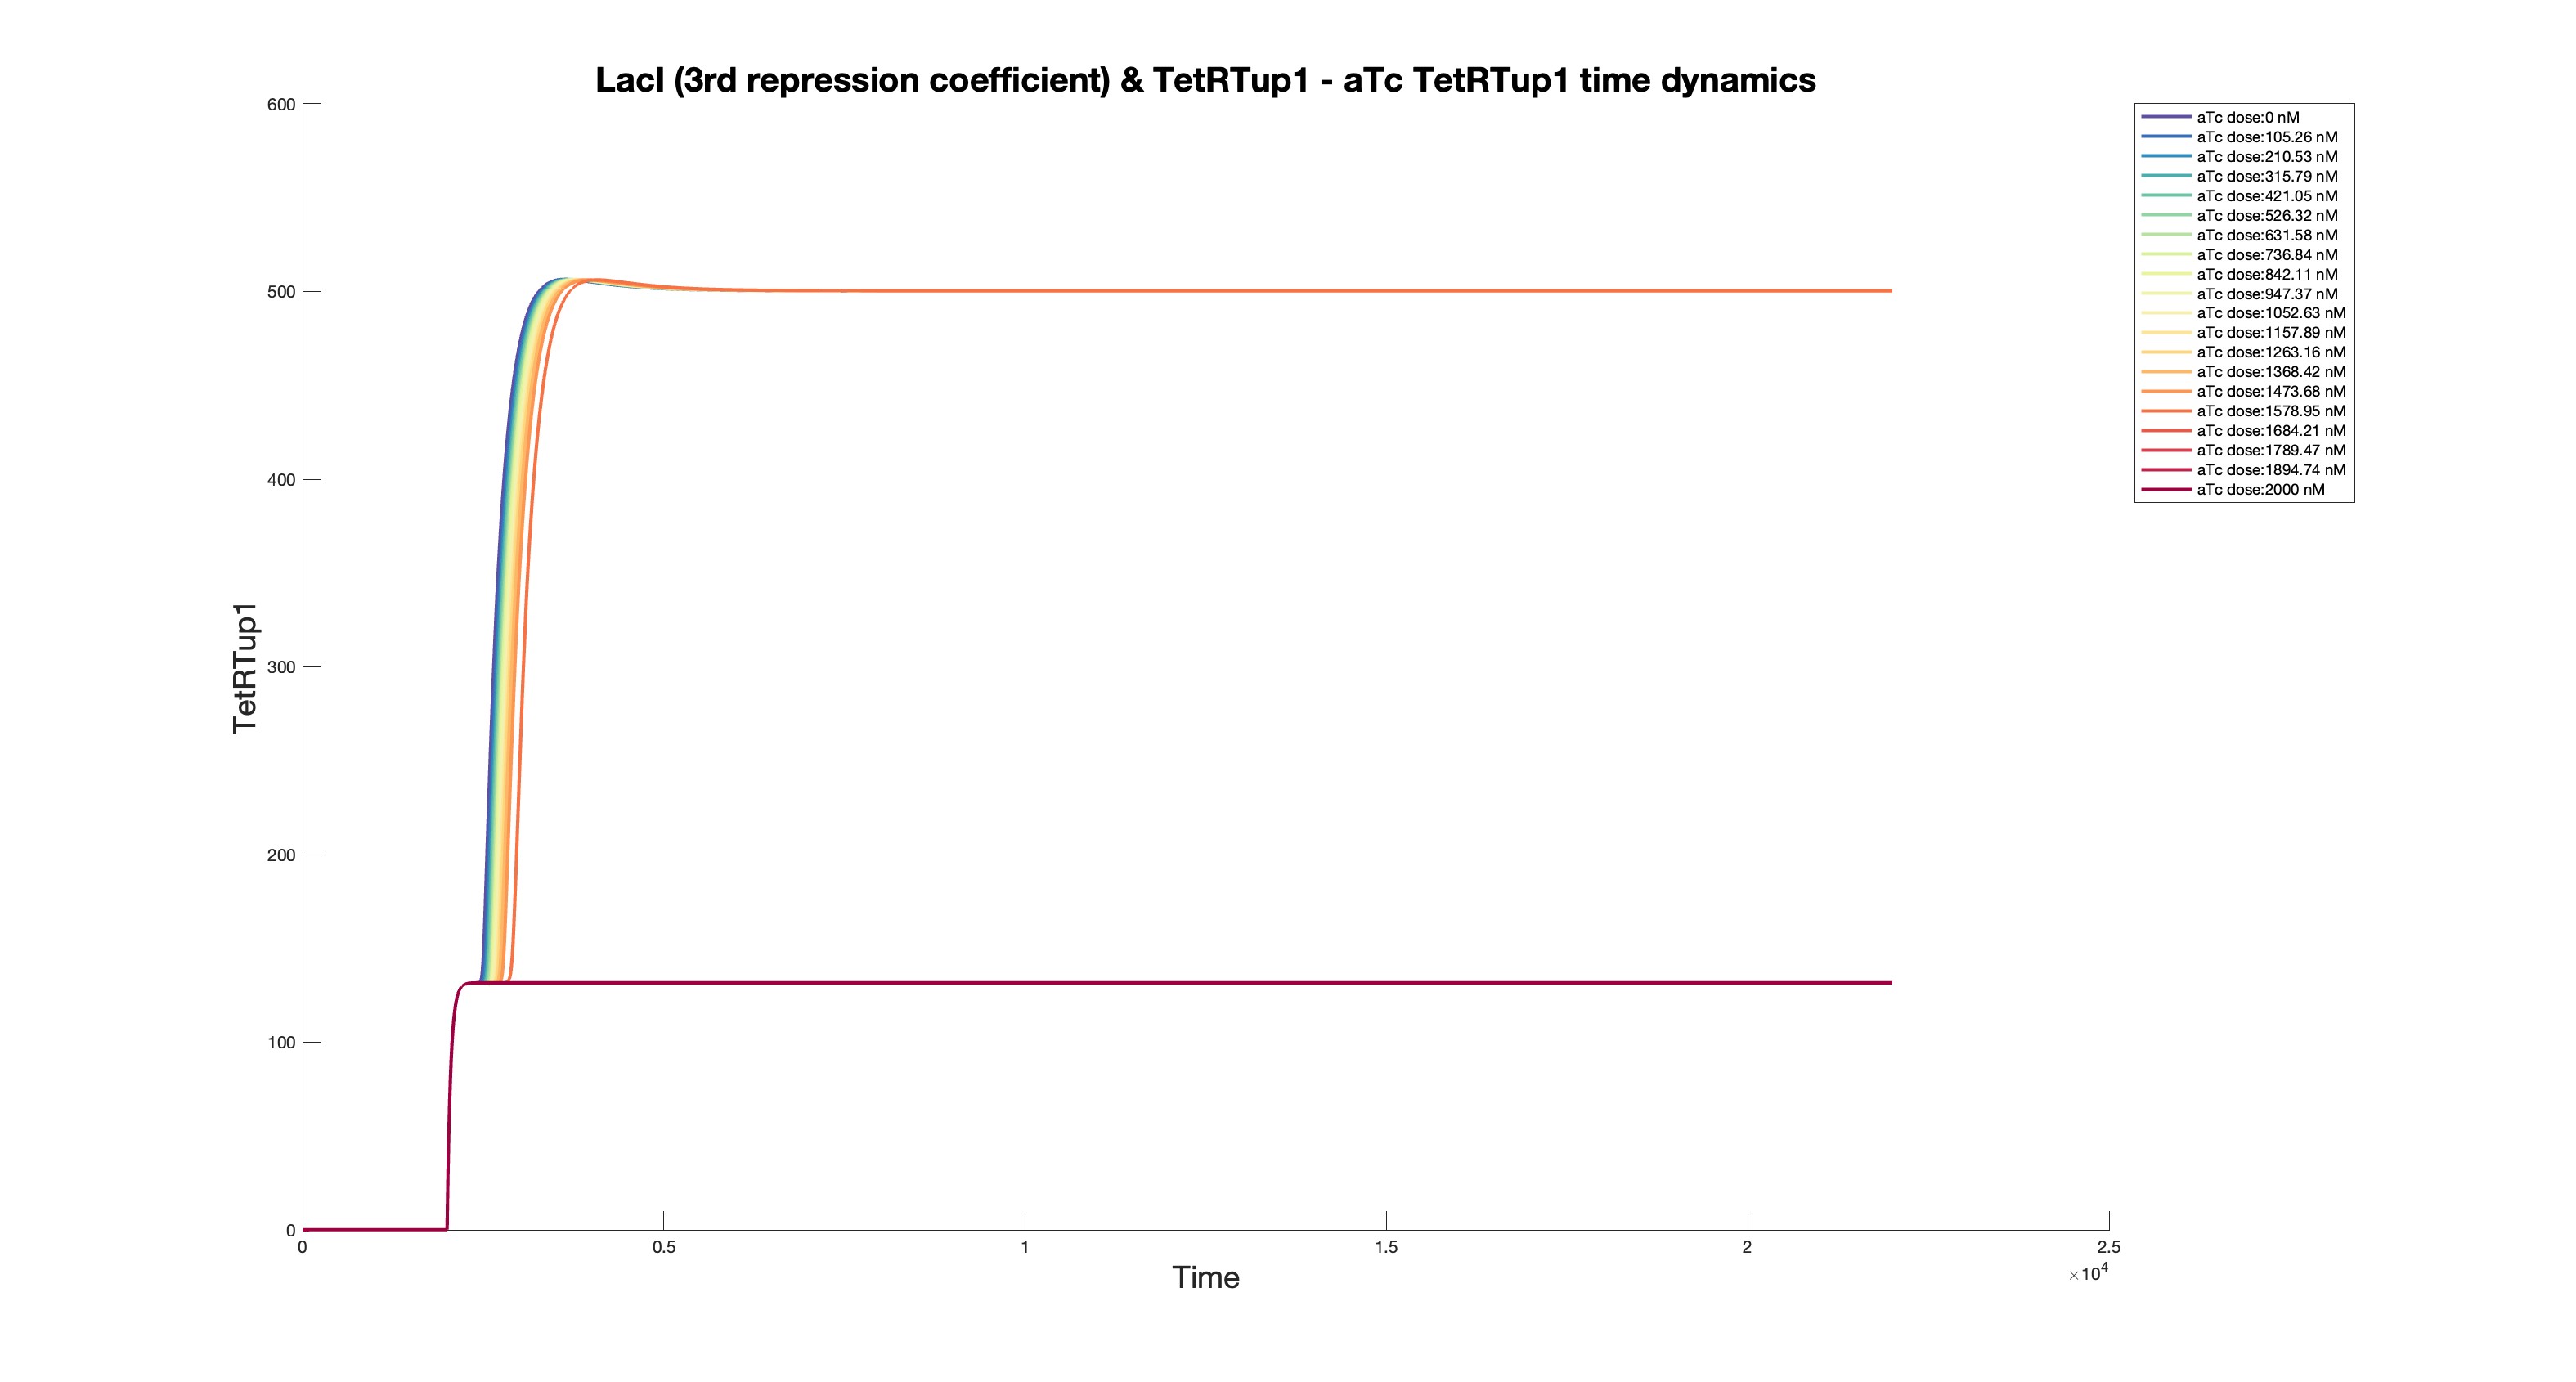 LacI (3rd repression coefficient) & TetRTup1 - aTc TetRTup1 time dynamics
600
500
400
300
200
100
0
TetRTup1
0 0.5 1 1.5 2 2.5
×10^4
Time
aTc dose:0 nM
aTc dose:105.26 nM
aTc dose:210.53 nM
aTc dose:315.79 nM
aTc dose:421.05 nM
aTc dose:526.32 nM
aTc dose:631.58 nM
aTc dose:736.84 nM
aTc dose:842.11 nM
aTc dose:947.37 nM
aTc dose:1052.63 nM
aTc dose:1157.89 nM
aTc dose:1263.16 nM
aTc dose:1368.42 nM
aTc dose:1473.68 nM
aTc dose:1578.95 nM
aTc dose:1684.21 nM
aTc dose:1789.47 nM
aTc dose:1894.74 nM
aTc dose:2000 nM